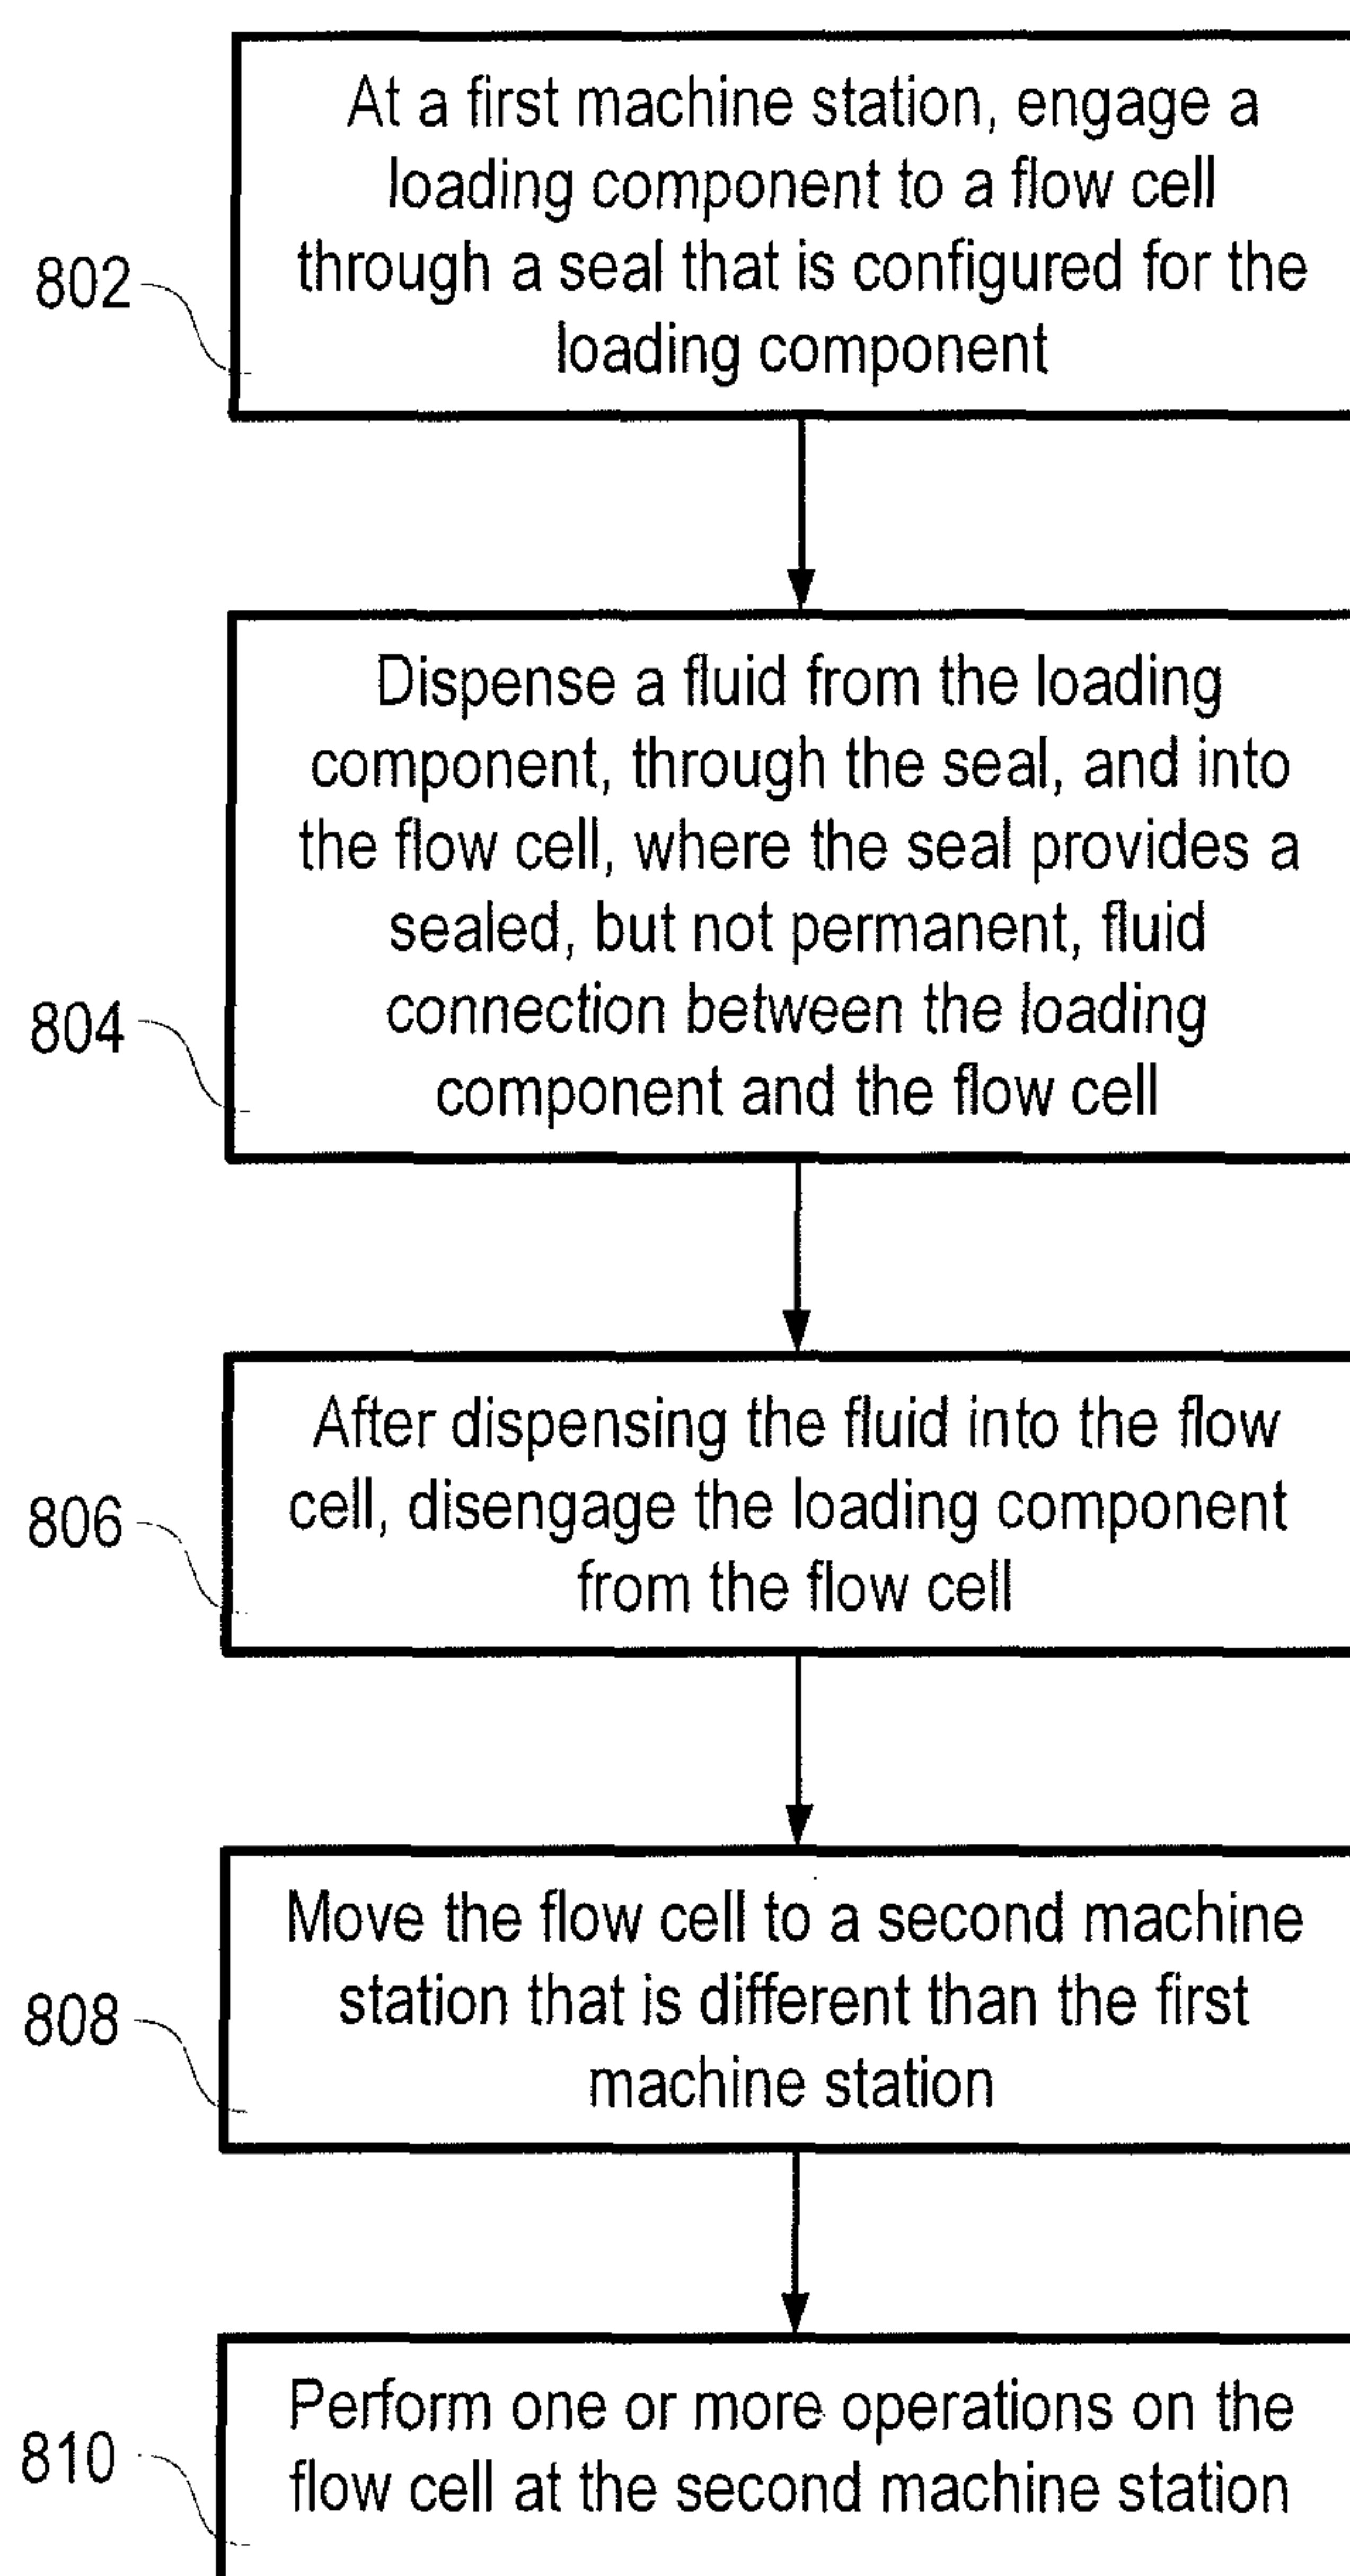 At a first machine station, engage a
loading component to a flow cell
through a seal that is configured for the
loading component
802
Dispense a fluid from the loading
component, through the seal, and into
the flow cell, where the seal provides a
sealed, but not permanent, fluid
connection between the loading
component and the flow cell
804
After dispensing the fluid into the flow
cell, disengage the loading component
from the flow cell
806
Move the flow cell to a second machine
station that is different than the first
machine station
808
Perform one or more operations on the
flow cell at the second machine station
810